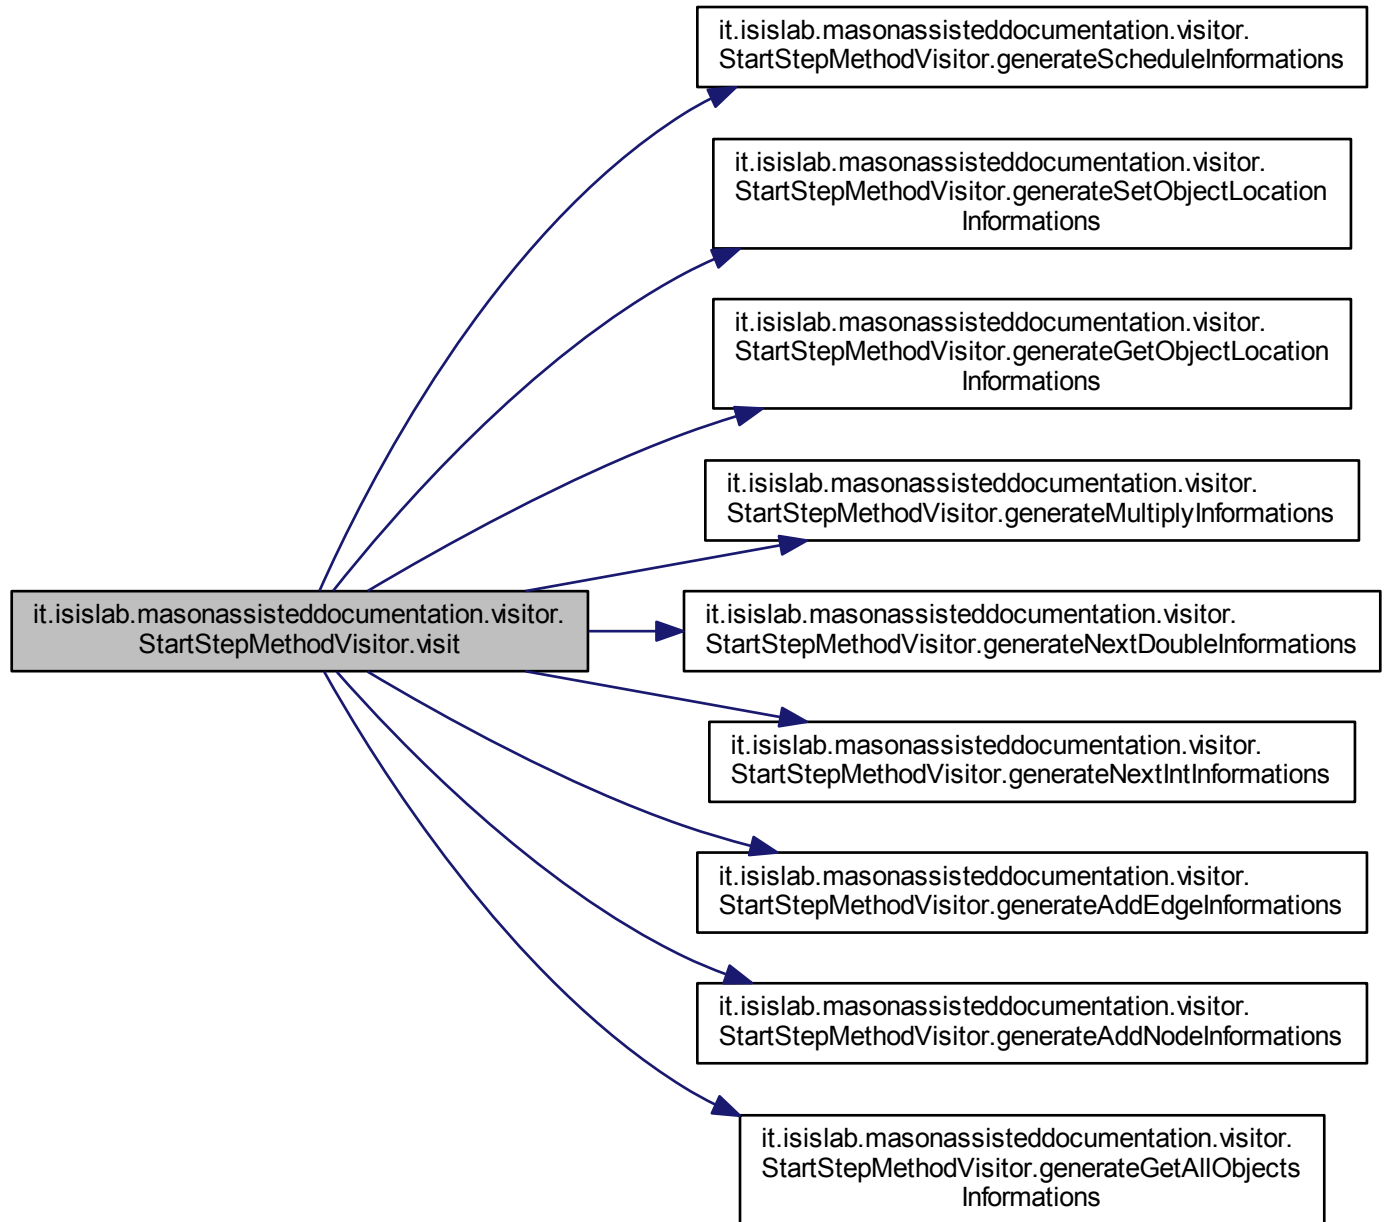 it.isislab.masonassisteddocumentation.visitor.
StartStepMethodVisitor.generateScheduleInformations
it.isislab.masonassisteddocumentation.visitor.
StartStepMethodVisitor.generateSetObjectLocation
Informations
it.isislab.masonassisteddocumentation.visitor.
StartStepMethodVisitor.generateGetObjectLocation
Informations
it.isislab.masonassisteddocumentation.visitor.
StartStepMethodVisitor.generateMultiplyInformations
it.isislab.masonassisteddocumentation.visitor.
StartStepMethodVisitor.visit
it.isislab.masonassisteddocumentation.visitor.
StartStepMethodVisitor.generateNextDoubleInformations
it.isislab.masonassisteddocumentation.visitor.
StartStepMethodVisitor.generateNextIntInformations
it.isislab.masonassisteddocumentation.visitor.
StartStepMethodVisitor.generateAddEdgeInformations
it.isislab.masonassisteddocumentation.visitor.
StartStepMethodVisitor.generateAddNodeInformations
it.isislab.masonassisteddocumentation.visitor.
StartStepMethodVisitor.generateGetAllObjects
Informations